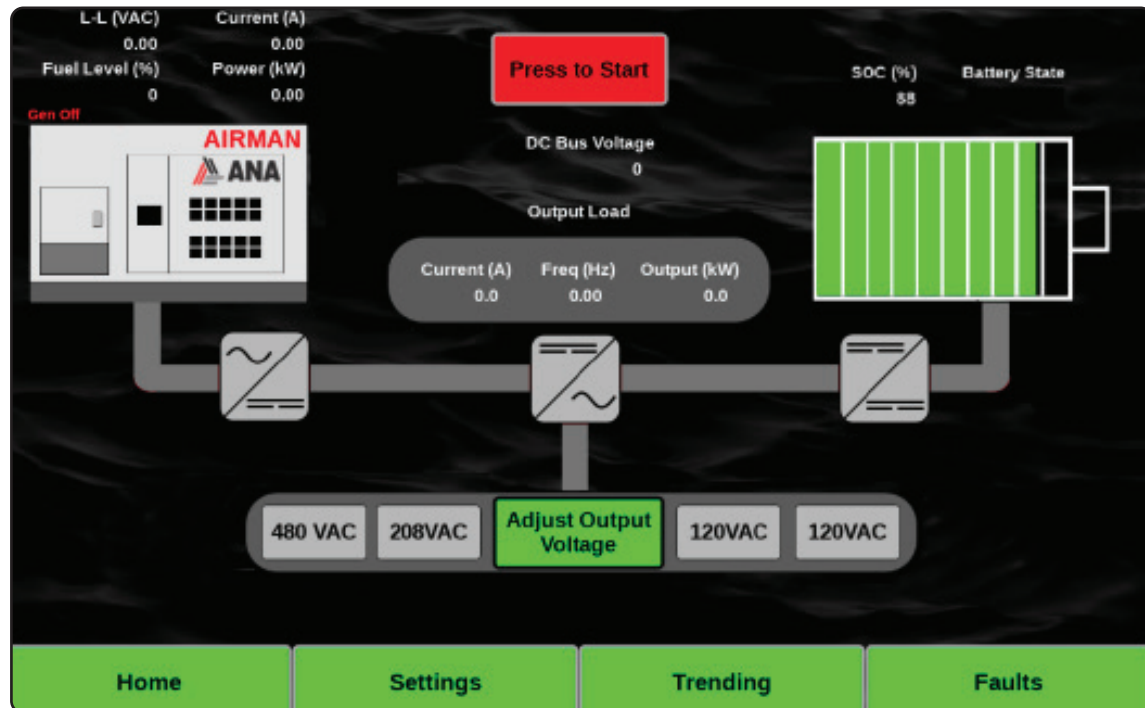 L-L (VAC) Current (A)
0.00 0.00
Fuel Level (%) Power (kW)
0 0.00
Gen Off
AIRMAN
ANA
Press to Start
DC Bus Voltage
0
Output Load
Current (A) Freq (Hz) Output (kW)
0.0 0.00 0.0
SOC (%) Battery State
88
480 VAC 208VAC Adjust Output Voltage 120VAC 120VAC
Home Settings Trending Faults